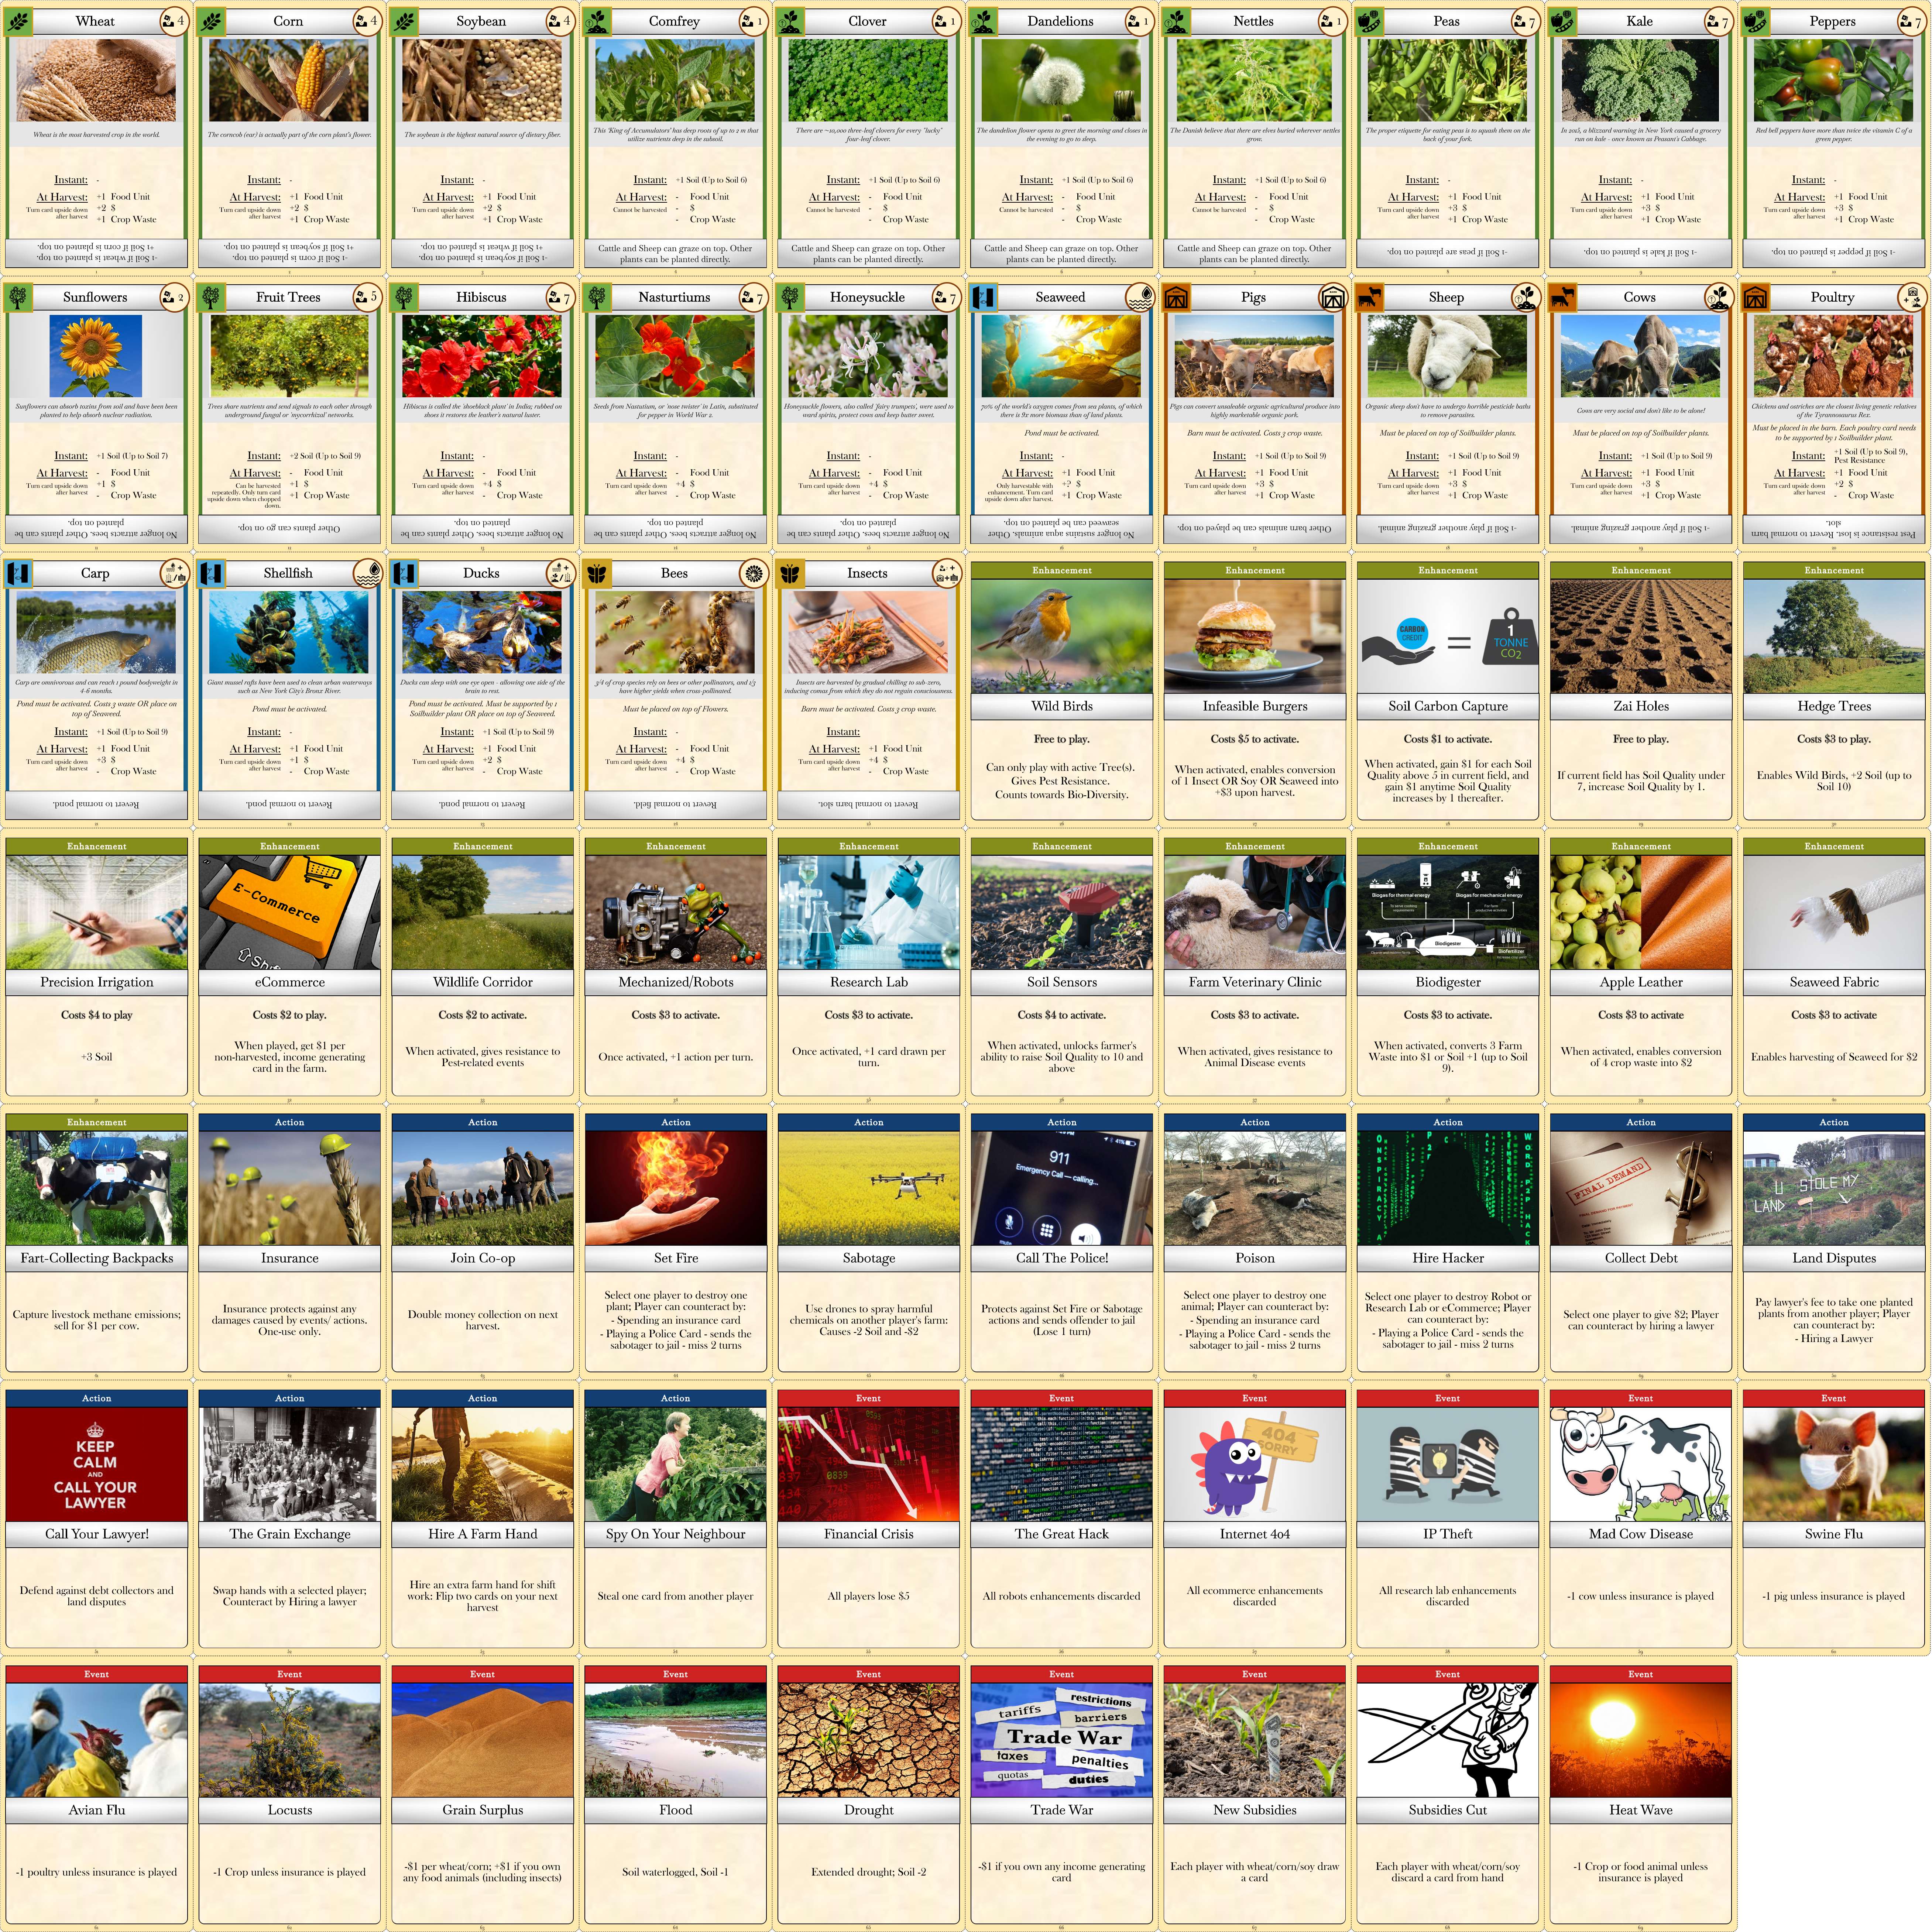 Wheat
4
Wheat is the most harvested crop in the world.
Instant: -
At Harvest: +1 Food Unit
Turn card upside down after harvest
+2 $
+1 Crop Waste
-1 Soil if wheat is planted on top.
+1 Soil if corn is planted on top.
1
Corn
4
The corncob (ear) is actually part of the corn plant's flower.
Instant: -
At Harvest: +1 Food Unit
Turn card upside down after harvest
+2 $
+1 Crop Waste
-1 Soil if corn is planted on top.
+1 Soil if soybean is planted on top.
2
Soybean
4
The soybean is the highest natural source of dietary fiber.
Instant: -
At Harvest: +1 Food Unit
Turn card upside down after harvest
+2 $
+1 Crop Waste
-1 Soil if soybean is planted on top.
+1 Soil if wheat is planted on top.
3
Comfrey
1
This 'King of Accumulators' has deep roots of up to 2 m that
utilize nutrients deep in the subsoil.
Instant: +1 Soil (Up to Soil 6)
At Harvest: - Food Unit
Cannot be harvested
- $
- Crop Waste
Cattle and Sheep can graze on top. Other
plants can be planted directly.
4
Clover
1
There are ~10,000 three-leaf clovers for every "lucky"
four-leaf clover.
Instant: +1 Soil (Up to Soil 6)
At Harvest: - Food Unit
Cannot be harvested
- $
- Crop Waste
Cattle and Sheep can graze on top. Other
plants can be planted directly.
5
Dandelions
1
The dandelion flower opens to greet the morning and closes in
the evening to go to sleep.
Instant: +1 Soil (Up to Soil 6)
At Harvest: - Food Unit
Cannot be harvested
- $
- Crop Waste
Cattle and Sheep can graze on top. Other
plants can be planted directly.
6
Nettles
1
The Danish believe that there are elves buried wherever nettles
grow.
Instant: +1 Soil (Up to Soil 6)
At Harvest: - Food Unit
Cannot be harvested
- $
- Crop Waste
Cattle and Sheep can graze on top. Other
plants can be planted directly.
7
Peas
7
The proper etiquette for eating peas is to squash them on the
back of your fork.
Instant: -
At Harvest: +1 Food Unit
Turn card upside down after harvest
+3 $
+1 Crop Waste
-1 Soil if peas are planted on top.
8
Kale
7
In 2015, a blizzard warning in New York caused a grocery
run on kale - once known as Peasant's Cabbage.
Instant: -
At Harvest: +1 Food Unit
Turn card upside down after harvest
+3 $
+1 Crop Waste
-1 Soil if kale is planted on top.
9
Peppers
7
Red bell peppers have more than twice the vitamin C of a
green pepper.
Instant: -
At Harvest: +1 Food Unit
Turn card upside down after harvest
+3 $
+1 Crop Waste
-1 Soil if pepper is planted on top.
10
Sunflowers
2
Sunflowers can absorb toxins from soil and have been been
planted to help absorb nuclear radiation.
Instant: +1 Soil (Up to Soil 7)
At Harvest: - Food Unit
Turn card upside down after harvest
+1 $
- Crop Waste
No longer attracts bees. Other plants can be
planted on top.
11
Fruit Trees
5
Trees share nutrients and send signals to each other through
underground fungal or 'mycorrhizal' networks.
Instant: +2 Soil (Up to Soil 9)
At Harvest: - Food Unit
Can be harvested repeatedly. Only turn card upside down when chopped down.
+1 $
+1 Crop Waste
Other plants can go on top.
12
Hibiscus
7
Hibiscus is called the 'shoeblack plant' in India; rubbed on
shoes it restores the leather's natural luster.
Instant: -
At Harvest: - Food Unit
Turn card upside down after harvest
+4 $
- Crop Waste
No longer attracts bees. Other plants can be
planted on top.
13
Nasturtiums
7
Seeds from Nasturtium, or 'nose twister' in Latin, substituted
for pepper in World War 2.
Instant: -
At Harvest: - Food Unit
Turn card upside down after harvest
+4 $
- Crop Waste
No longer attracts bees. Other plants can be
planted on top.
14
Honeysuckle
7
Honeysuckle flowers, also called 'fairy trumpets', were used to
ward spirits, protect cows and keep butter sweet.
Instant: -
At Harvest: - Food Unit
Turn card upside down after harvest
+4 $
- Crop Waste
No longer attracts bees. Other plants can be
planted on top.
15
Seaweed
70% of the world's oxygen comes from sea plants, of which
there is 9x more biomass than of land plants.
Pond must be activated.
Instant: -
At Harvest: +1 Food Unit
Only harvestable with enhancement. Turn card upside down after harvest.
+? $
+1 Crop Waste
No longer sustains aqua animals. Other
seaweed can be planted on top.
16
Pigs
Pigs can convert unsaleable organic agricultural produce into
highly marketable organic pork.
Barn must be activated. Costs 3 crop waste.
Instant: +1 Soil (Up to Soil 9)
At Harvest: +1 Food Unit
Turn card upside down after harvest
+3 $
+1 Crop Waste
Other barn animals can be played on top.
17
Sheep
Organic sheep don't have to undergo horrible pesticide baths
to remove parasites.
Must be placed on top of Soilbuilder plants.
Instant: +1 Soil (Up to Soil 9)
At Harvest: +1 Food Unit
Turn card upside down after harvest
+3 $
+1 Crop Waste
-1 Soil if play another grazing animal.
18
Cows
Cows are very social and don't like to be alone!
Must be placed on top of Soilbuilder plants.
Instant: +1 Soil (Up to Soil 9)
At Harvest: +1 Food Unit
Turn card upside down after harvest
+3 $
+1 Crop Waste
-1 Soil if play another grazing animal.
19
Poultry
Chickens and ostriches are the closest living genetic relatives
of the Tyrannosaurus Rex.
Must be placed in the barn. Each poultry card needs
to be supported by 1 Soilbuilder plant.
Instant: +1 Soil (Up to Soil 9),
Pest Resistance
At Harvest: +1 Food Unit
Turn card upside down after harvest
+2 $
- Crop Waste
Pest resistance is lost. Revert to normal barn
slot.
20
Carp
Carp are omnivorous and can reach 1 pound bodyweight in
4-6 months.
Pond must be activated. Costs 3 waste OR place on
top of Seaweed.
Instant: +1 Soil (Up to Soil 9)
At Harvest: +1 Food Unit
Turn card upside down after harvest
+3 $
- Crop Waste
Revert to normal pond.
21
Shellfish
Giant mussel rafts have been used to clean urban waterways
such as New York City's Bronx River.
Pond must be activated.
Instant: -
At Harvest: +1 Food Unit
Turn card upside down after harvest
+1 $
- Crop Waste
Revert to normal pond.
22
Ducks
Ducks can sleep with one eye open - allowing one side of the
brain to rest.
Pond must be activated. Must be supported by 1
Soilbuilder plant OR place on top of Seaweed.
Instant: +1 Soil (Up to Soil 9)
At Harvest: +1 Food Unit
Turn card upside down after harvest
+2 $
- Crop Waste
Revert to normal pond.
23
Bees
3/4 of crop species rely on bees or other pollinators, and 1/3
have higher yields when cross-pollinated.
Must be placed on top of Flowers.
Instant: -
At Harvest: - Food Unit
Turn card upside down after harvest
+4 $
- Crop Waste
Revert to normal field.
24
Insects
Insects are harvested by gradual chilling to sub-zero,
inducing comas from which they do not regain consciousness.
Barn must be activated. Costs 3 crop waste.
Instant:
At Harvest: +1 Food Unit
Turn card upside down after harvest
+4 $
- Crop Waste
Revert to normal barn slot.
25
Enhancement
Wild Birds
Free to play.
Can only play with active Tree(s).
Gives Pest Resistance.
Counts towards Bio-Diversity.
26
Enhancement
Infeasible Burgers
Costs $5 to activate.
When activated, enables conversion
of 1 Insect OR Soy OR Seaweed into
+$3 upon harvest.
27
Enhancement
CARBON
CREDIT
1
TONNE
CO2
Soil Carbon Capture
Costs $1 to activate.
When activated, gain $1 for each Soil
Quality above 5 in current field, and
gain $1 anytime Soil Quality
increases by 1 thereafter.
28
Enhancement
Zai Holes
Free to play.
If current field has Soil Quality under
7, increase Soil Quality by 1.
29
Enhancement
Hedge Trees
Costs $3 to play.
Enables Wild Birds, +2 Soil (up to
Soil 10)
30
Enhancement
Precision Irrigation
Costs $4 to play
+3 Soil
31
Enhancement
E-Commerce
Shift
eCommerce
Costs $2 to play.
When played, get $1 per
non-harvested, income generating
card in the farm.
32
Enhancement
Wildlife Corridor
Costs $2 to activate.
When activated, gives resistance to
Pest-related events
33
Enhancement
Mechanized/Robots
Costs $3 to activate.
Once activated, +1 action per turn.
34
Enhancement
Research Lab
Costs $3 to activate.
Once activated, +1 card drawn per
turn.
35
Enhancement
Soil Sensors
Costs $4 to activate.
When activated, unlocks farmer's
ability to raise Soil Quality to 10 and
above
36
Enhancement
Farm Veterinary Clinic
Costs $3 to activate.
When activated, gives resistance to
Animal Disease events
37
Enhancement
Biogas for thermal energy
Biogas for mechanical energy
Biodigester
Biofertilizer
Biodigester
Costs $3 to activate.
When activated, converts 3 Farm
Waste into $1 or Soil +1 (up to Soil
9).
38
Enhancement
Apple Leather
Costs $3 to activate
When activated, enables conversion
of 4 crop waste into $2
39
Enhancement
Seaweed Fabric
Costs $3 to activate
Enables harvesting of Seaweed for $2
40
Enhancement
Fart-Collecting Backpacks
Capture livestock methane emissions;
sell for $1 per cow.
41
Action
Insurance
Insurance protects against any
damages caused by events/ actions.
One-use only.
42
Action
Join Co-op
Double money collection on next
harvest.
43
Action
Set Fire
Select one player to destroy one
plant; Player can counteract by:
- Spending an insurance card
- Playing a Police Card - sends the
sabotager to jail - miss 2 turns
44
Action
Sabotage
Use drones to spray harmful
chemicals on another player's farm:
Causes -2 Soil and -$2
45
Action
41%
911
Emergency Call — calling...
mute
Call The Police!
Protects against Set Fire or Sabotage
actions and sends offender to jail
(Lose 1 turn)
46
Action
Poison
Select one player to destroy one
animal; Player can counteract by:
- Spending an insurance card
- Playing a Police Card - sends the
sabotager to jail - miss 2 turns
47
Action
Hire Hacker
Select one player to destroy Robot or
Research Lab or eCommerce; Player
can counteract by:
- Playing a Police Card - sends the
sabotager to jail - miss 2 turns
48
Action
FINAL DEMAND
Collect Debt
Select one player to give $2; Player
can counteract by hiring a lawyer
49
Action
U STOLE MY
LAND
Land Disputes
Pay lawyer's fee to take one planted
plants from another player; Player
can counteract by:
- Hiring a Lawyer
50
Action
KEEP
CALM
AND
CALL YOUR
LAWYER
Call Your Lawyer!
Defend against debt collectors and
land disputes
51
Action
The Grain Exchange
Swap hands with a selected player;
Counteract by Hiring a lawyer
52
Action
Hire A Farm Hand
Hire an extra farm hand for shift
work: Flip two cards on your next
harvest
53
Action
Spy On Your Neighbour
Steal one card from another player
54
Event
Financial Crisis
All players lose $5
55
Event
The Great Hack
All robots enhancements discarded
56
Event
404
SORRY
Internet 404
All ecommerce enhancements
discarded
57
Event
IP Theft
All research lab enhancements
discarded
58
Event
Mad Cow Disease
-1 cow unless insurance is played
59
Event
Swine Flu
-1 pig unless insurance is played
60
Event
Avian Flu
-1 poultry unless insurance is played
61
Event
Locusts
-1 Crop unless insurance is played
62
Event
Grain Surplus
-$1 per wheat/corn; +$1 if you own
any food animals (including insects)
63
Event
Flood
Soil waterlogged, Soil -1
64
Event
Drought
Extended drought; Soil -2
65
Event
NEWS!
restrictions
tariffs
barriers
Trade War
taxes
penalties
quotas
duties
Trade War
-$1 if you own any income generating
card
66
Event
New Subsidies
Each player with wheat/corn/soy draw
a card
67
Event
Subsidies Cut
Each player with wheat/corn/soy
discard a card from hand
68
Event
Heat Wave
-1 Crop or food animal unless
insurance is played
69